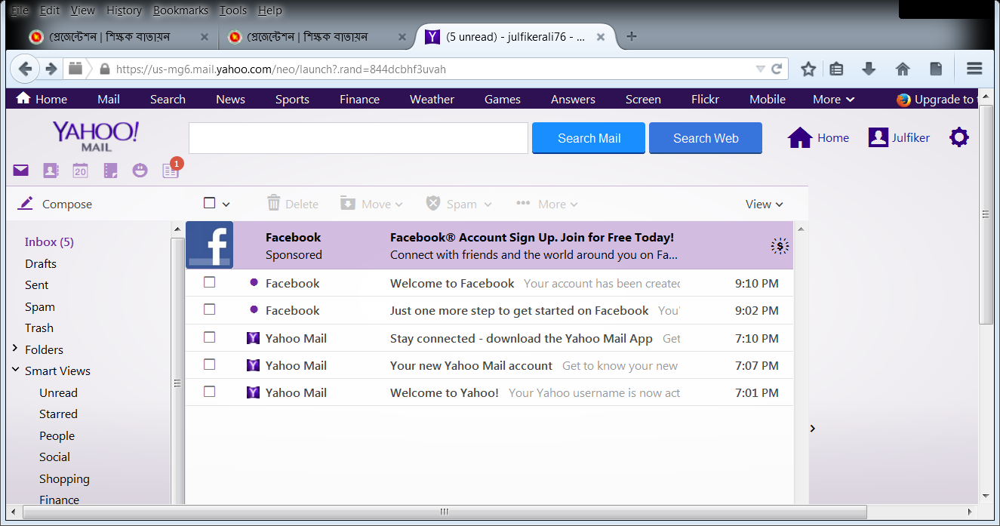 File Edit View History Bookmarks Tools Help
প্রেজেন্টেশন | শিক্ষক বাতায়ন
প্রেজেন্টেশন | শিক্ষক বাতায়ন
(5 unread) - julfikerali76 - ...
https://us-mg6.mail.yahoo.com/neo/launch?.rand=844dcbhf3uvah
Home Mail Search News Sports Finance Weather Games Answers Screen Flickr Mobile More Upgrade to
YAHOO!
MAIL
Search Mail Search Web Home Julfiker
20 1
Compose Delete Move Spam More View
Inbox (5)
Drafts
Sent
Spam
Trash
Folders
Smart Views
Unread
Starred
People
Social
Shopping
Finance
Facebook Facebook® Account Sign Up. Join for Free Today!
Sponsored Connect with friends and the world around you on Fa...
Facebook Welcome to Facebook Your account has been created 9:10 PM
Facebook Just one more step to get started on Facebook You' 9:02 PM
Yahoo Mail Stay connected - download the Yahoo Mail App Get 7:10 PM
Yahoo Mail Your new Yahoo Mail account Get to know your new 7:07 PM
Yahoo Mail Welcome to Yahoo! Your Yahoo username is now act 7:01 PM